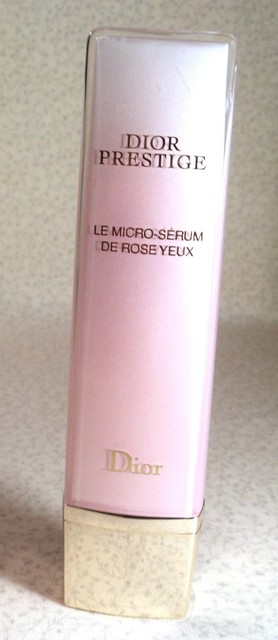 DIOR
PRESTIGE
LE MICRO-SÉRUM
DE ROSE YEUX
Dior